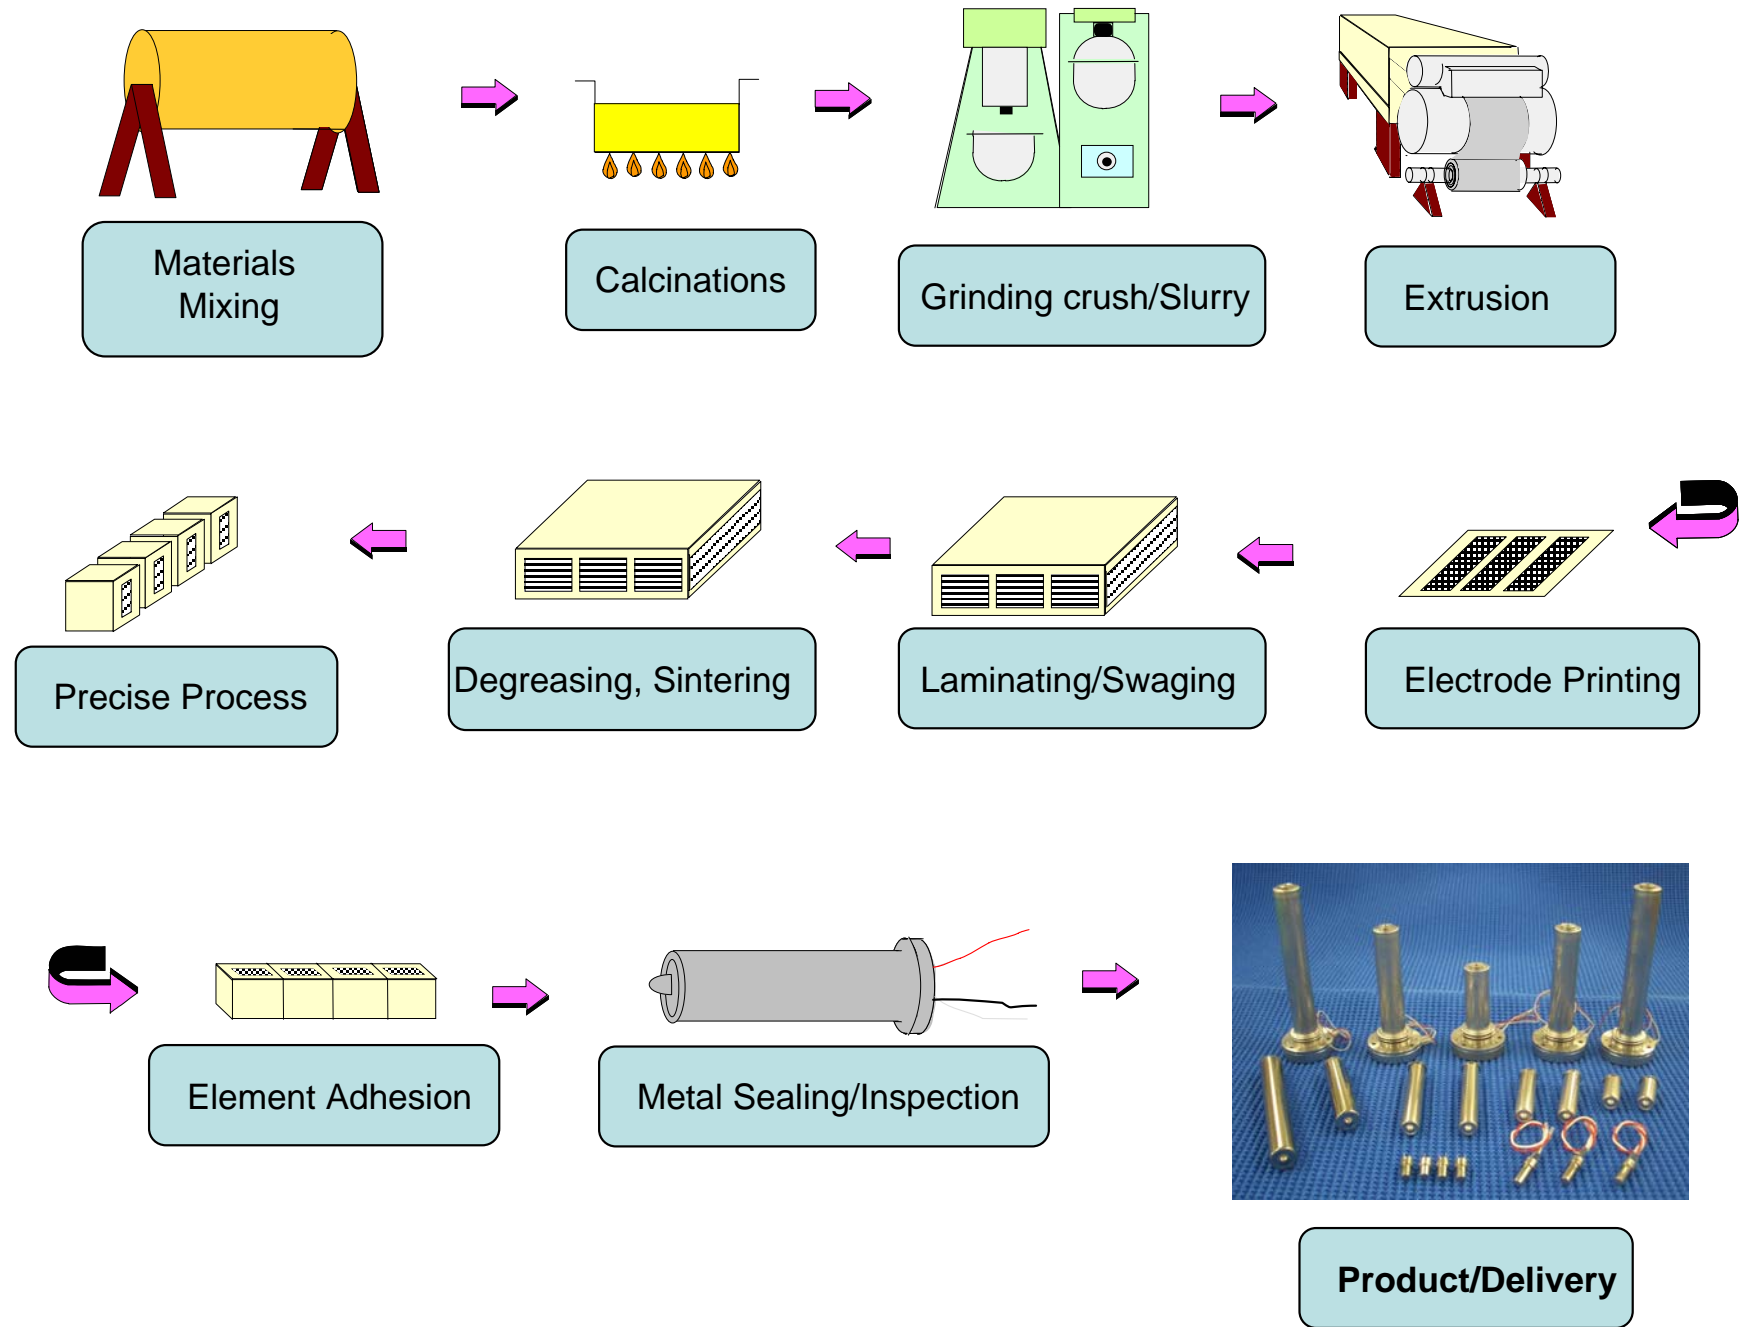 Materials
Mixing
Calcinations
Grinding crush/Slurry
Extrusion
Electrode Printing
Laminating/Swaging
Degreasing, Sintering
Precise Process
Element Adhesion
Metal Sealing/Inspection
Product/Delivery